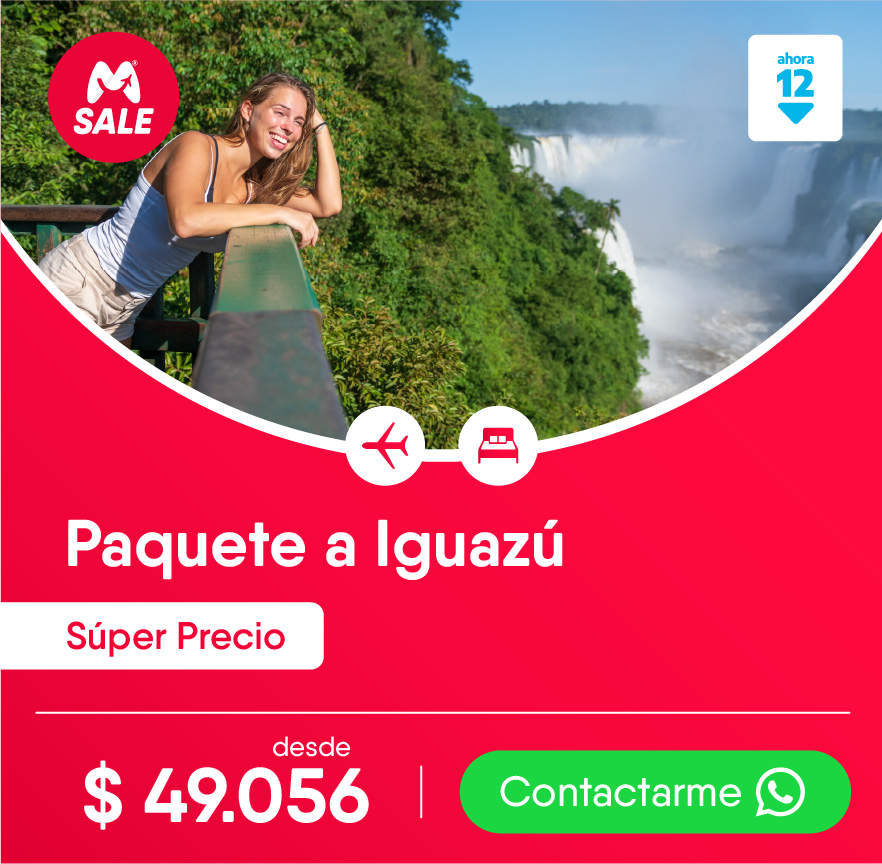 M®
SALE
ahora
12
Paquete a Iguazú
Súper Precio
desde
$ 49.056
Contactarme